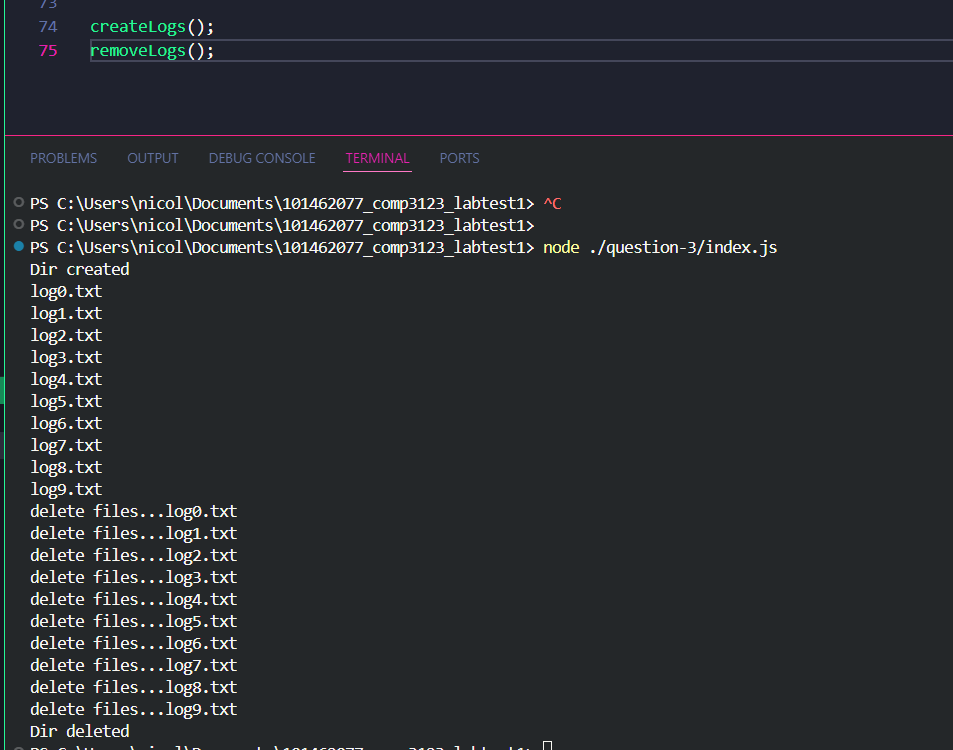 73
74 createLogs();
75 removeLogs();
PROBLEMS OUTPUT DEBUG CONSOLE TERMINAL PORTS
PS C:\Users\nicol\Documents\101462077_comp3123_labtest1> ^C
PS C:\Users\nicol\Documents\101462077_comp3123_labtest1>
PS C:\Users\nicol\Documents\101462077_comp3123_labtest1> node ./question-3/index.js
Dir created
log0.txt
log1.txt
log2.txt
log3.txt
log4.txt
log5.txt
log6.txt
log7.txt
log8.txt
log9.txt
delete files...log0.txt
delete files...log1.txt
delete files...log2.txt
delete files...log3.txt
delete files...log4.txt
delete files...log5.txt
delete files...log6.txt
delete files...log7.txt
delete files...log8.txt
delete files...log9.txt
Dir deleted
PS C:\Users\nicol\Documents\101462077_comp3123_labtest1>